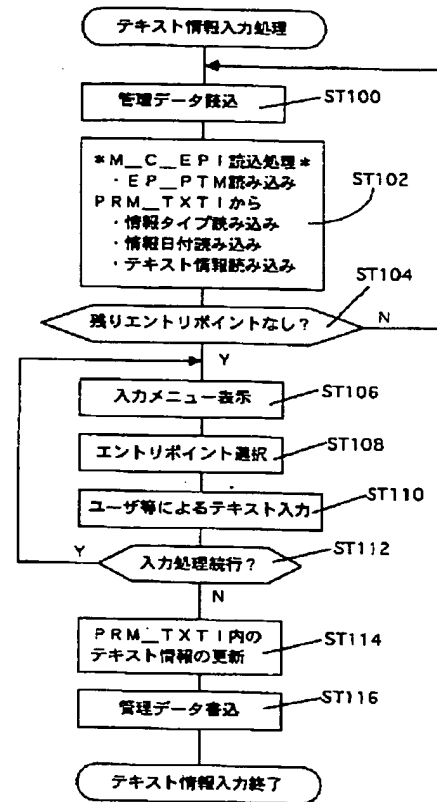 テキスト情報入力処理
管理データ読込
ST100
*M__C__EPI読込処理*
・EP__PTM読み込み
PRM__TXTIから
・情報タイプ読み込み
・情報日付読み込み
・テキスト情報読み込み
ST102
ST104
残りエントリポイントなし?
N
Y
入力メニュー表示
ST106
エントリポイント選択
ST108
ユーザ等によるテキスト入力
ST110
Y
入力処理続行?
ST112
N
PRM__TXTI内の
テキスト情報の更新
ST114
管理データ書込
ST116
テキスト情報入力終了